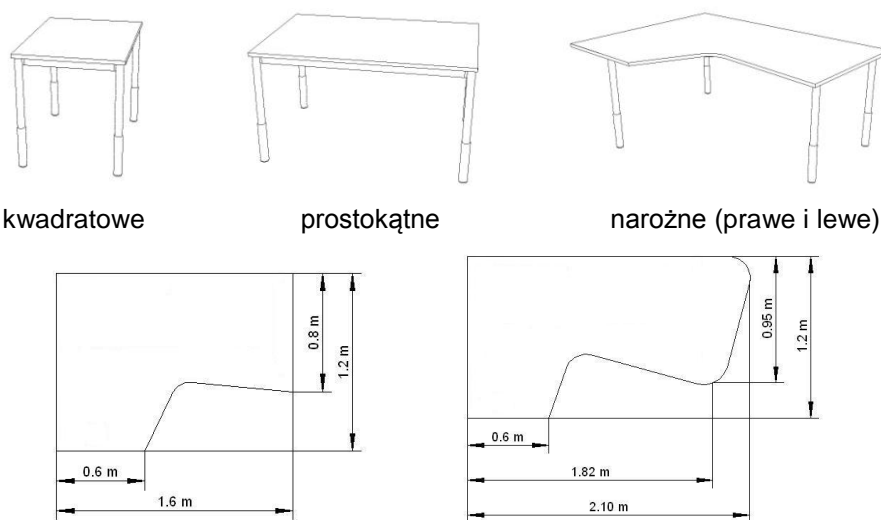 kwadratowe prostokątne narożne (prawe i lewe)
0.8 m
1.2 m
0.6 m
1.6 m
0.95 m
1.2 m
0.6 m
1.82 m
2.10 m